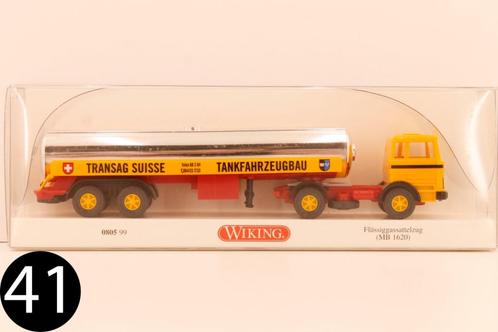 TRANSAG SUISSE
TANKFAHRZEUGBAU
0805 99
WIKING.
Flüssiggassattelzug
(MB 1620)
41